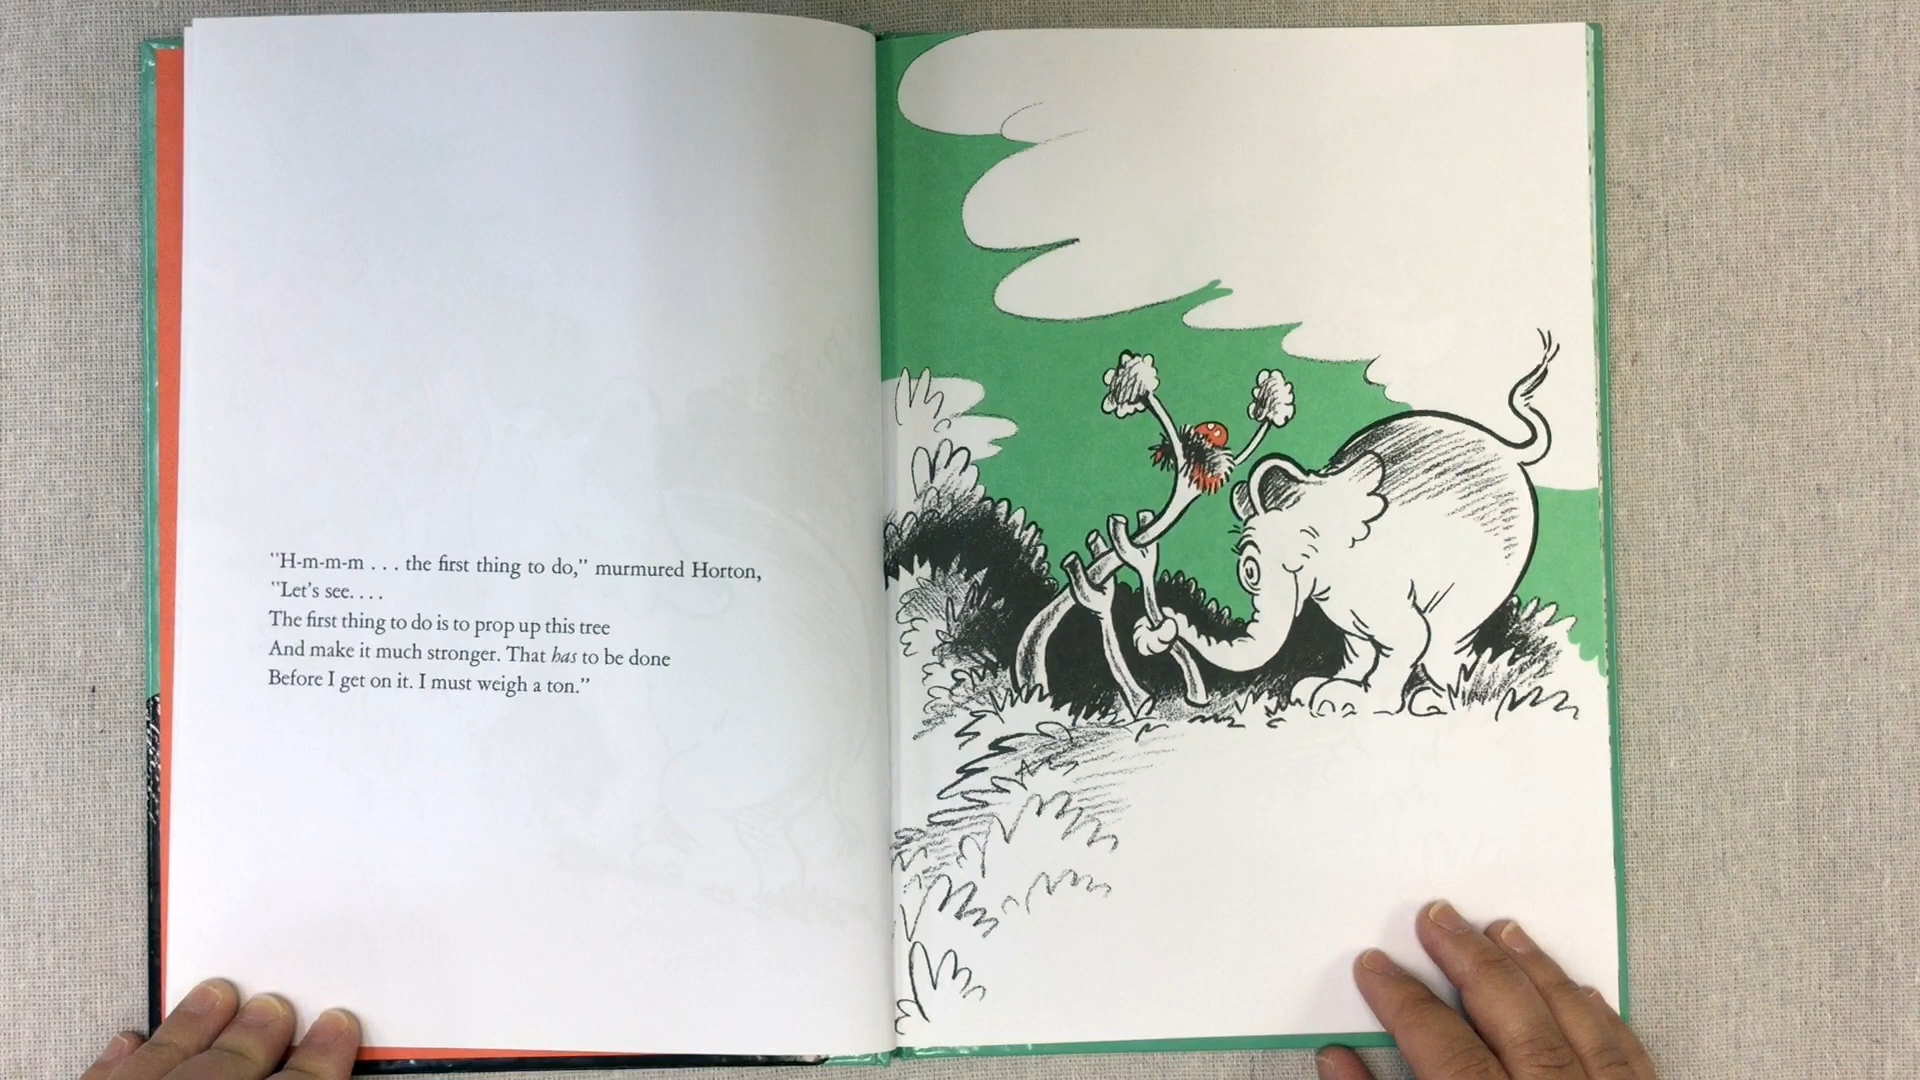 "H-m-m-m . . . the first thing to do,” murmured Horton,
"Let's see. . . .
The first thing to do is to prop up this tree
And make it much stronger. That has to be done
Before I get on it. I must weigh a ton.”